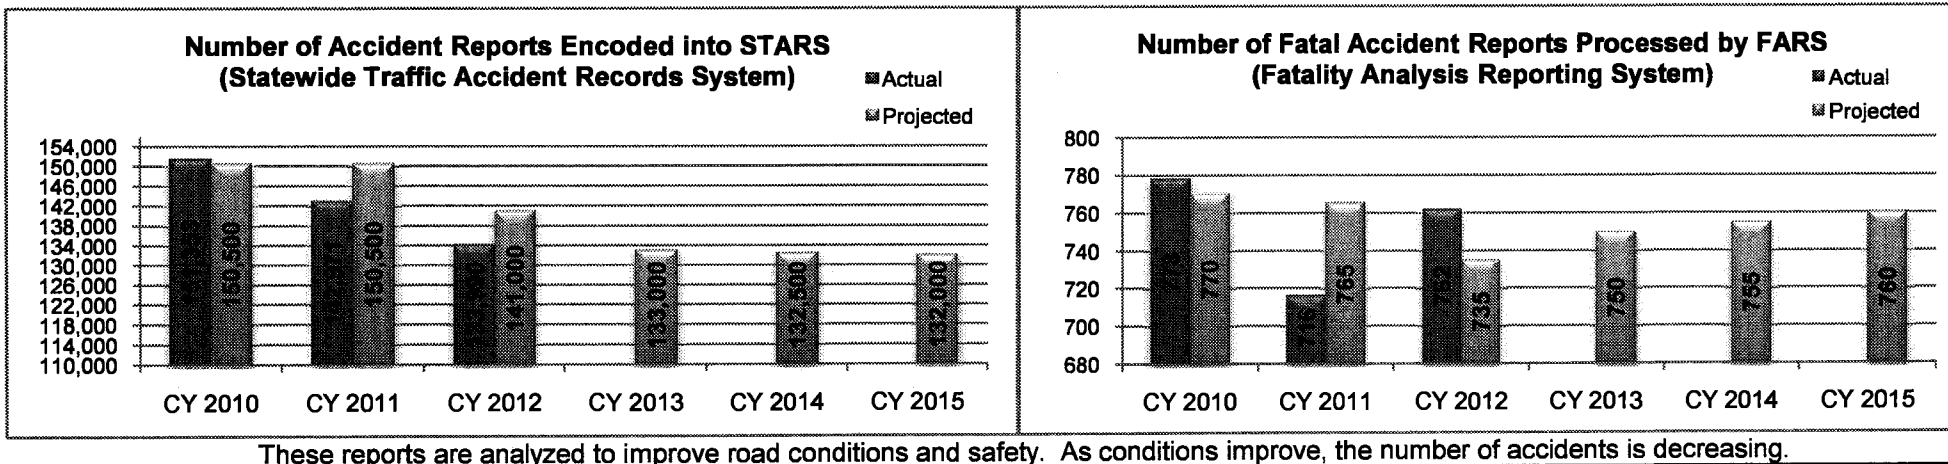 Number of Accident Reports Encoded into STARS
(Statewide Traffic Accident Records System)
Actual
Projected
154,000
150,000
146,000
142,000
138,000
134,000
130,000
126,000
122,000
118,000
114,000
110,000
150,500
150,500
141,000
133,000
132,500
132,000
CY 2010
CY 2011
CY 2012
CY 2013
CY 2014
CY 2015
Number of Fatal Accident Reports Processed by FARS
(Fatality Analysis Reporting System)
Actual
Projected
800
780
760
740
720
700
680
770
716
765
762
735
750
755
760
CY 2010
CY 2011
CY 2012
CY 2013
CY 2014
CY 2015
These reports are analyzed to improve road conditions and safety. As conditions improve, the number of accidents is decreasing.